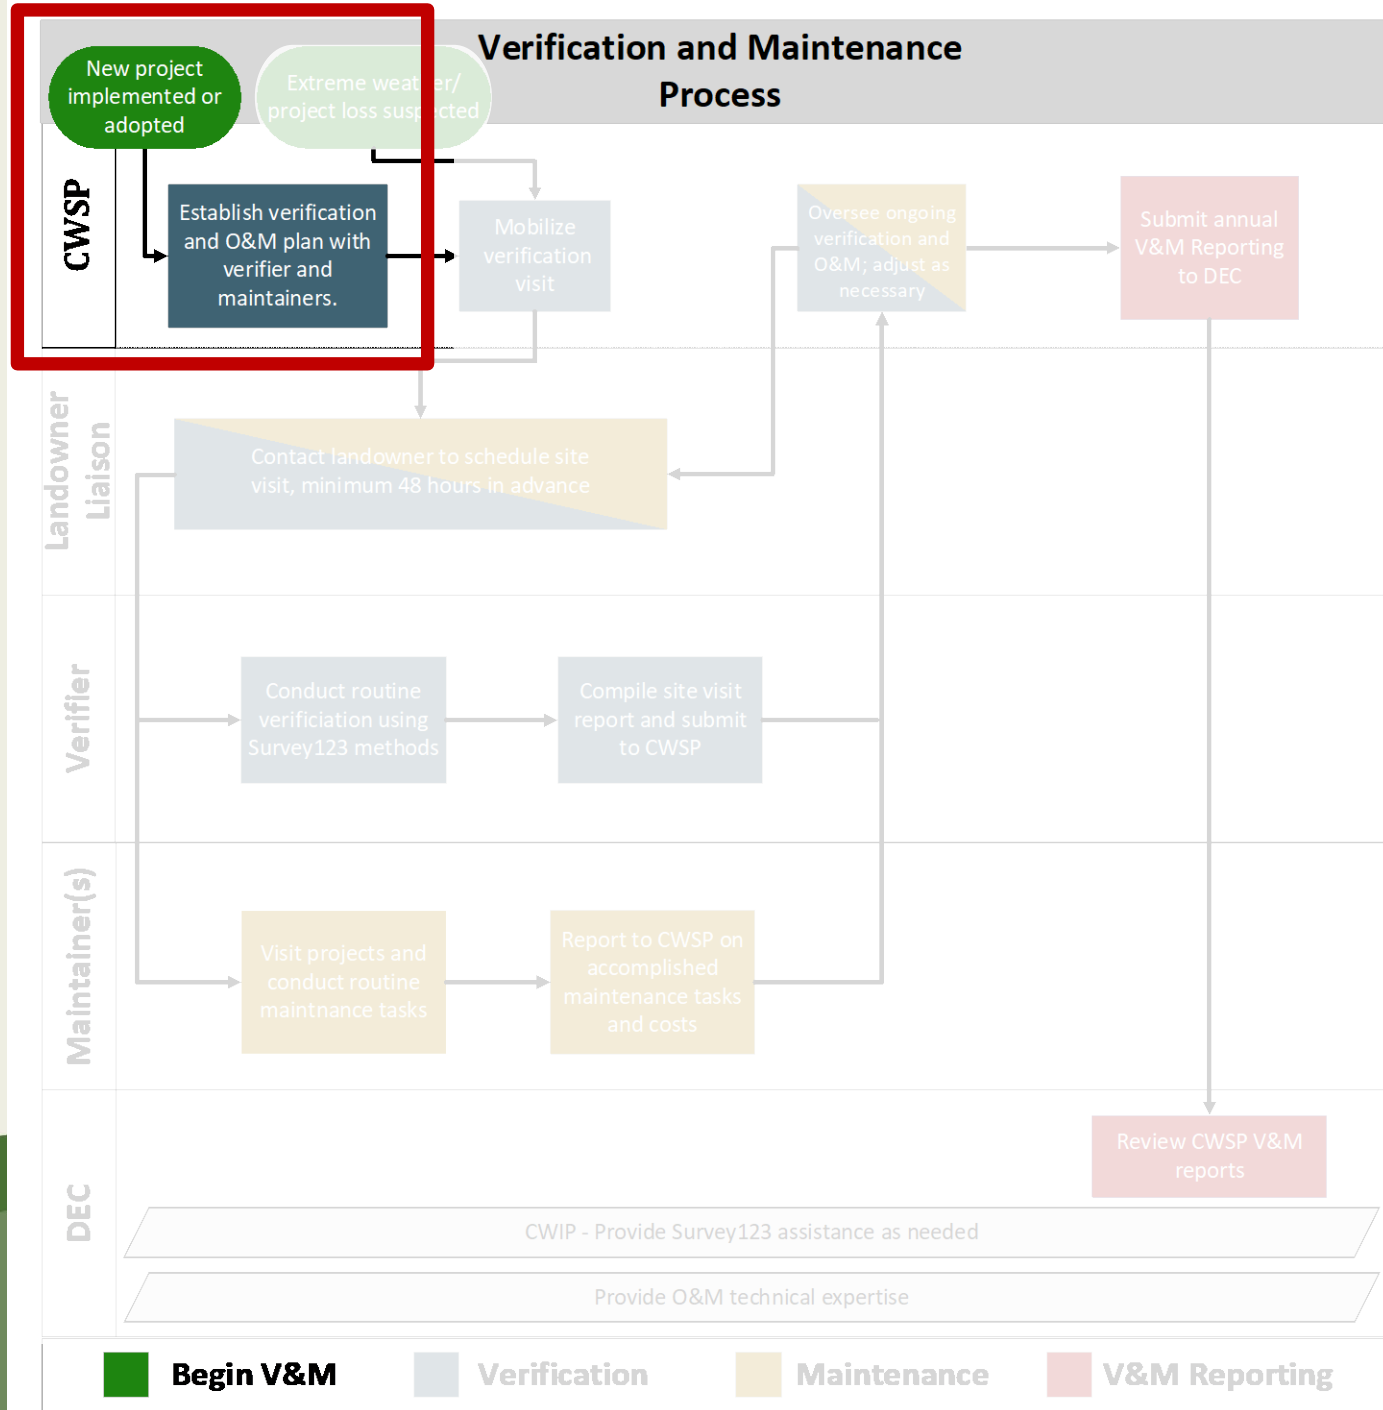 Verification and Maintenance
Process
New project
implemented or
adopted
Extreme weather/
project loss suspected
CWSP
Establish verification
and O&M plan with
verifier and
maintainers.
Mobilize
verification
visit
Oversee ongoing
verification and
O&M; adjust as
necessary
Submit annual
V&M Reporting
to DEC
Landowner
Liaison
Contact landowner to schedule site
visit, minimum 48 hours in advance
Verifier
Conduct routine
verificiation using
Survey123 methods
Compile site visit
report and submit
to CWSP
Maintainer(s)
Visit projects and
conduct routine
maintnance tasks
Report to CWSP on
accomplished
maintenance tasks
and costs
DEC
Review CWSP V&M
reports
CWIP - Provide Survey123 assistance as needed
Provide O&M technical expertise
Begin V&M
Verification
Maintenance
V&M Reporting